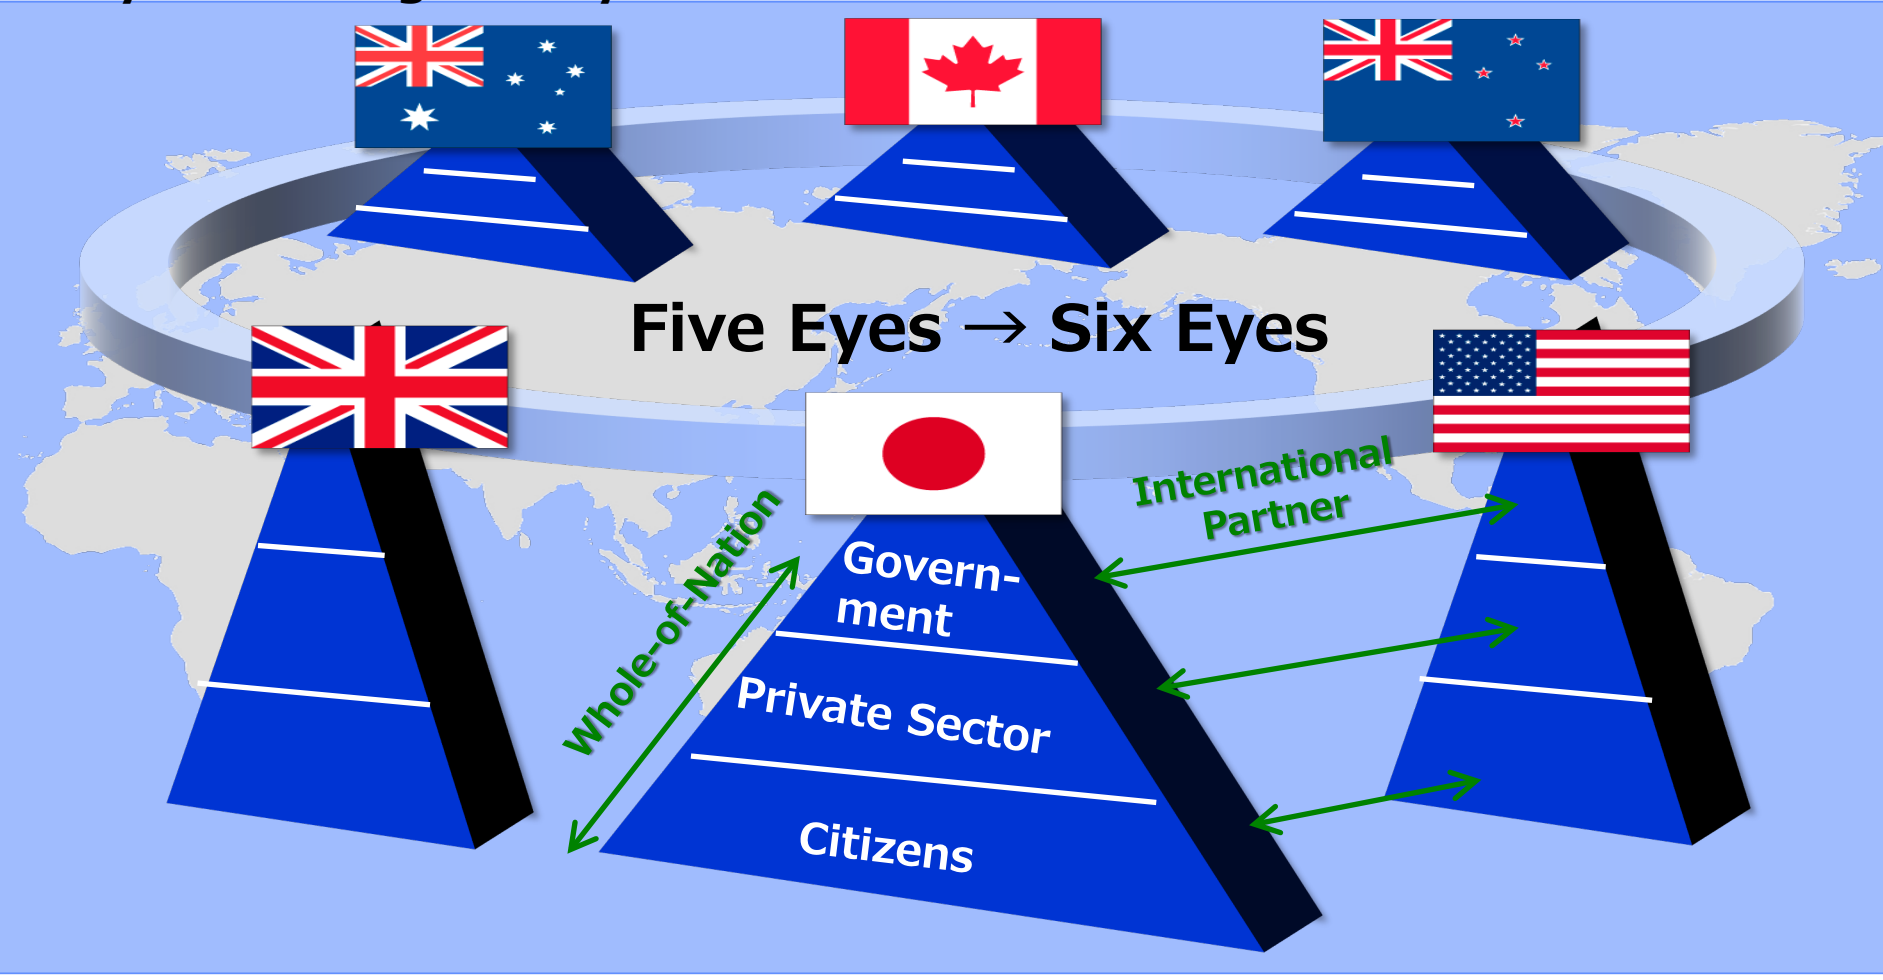 Five Eyes → Six Eyes
International
Partner
Whole-of-Nation
Govern-
ment
Private Sector
Citizens